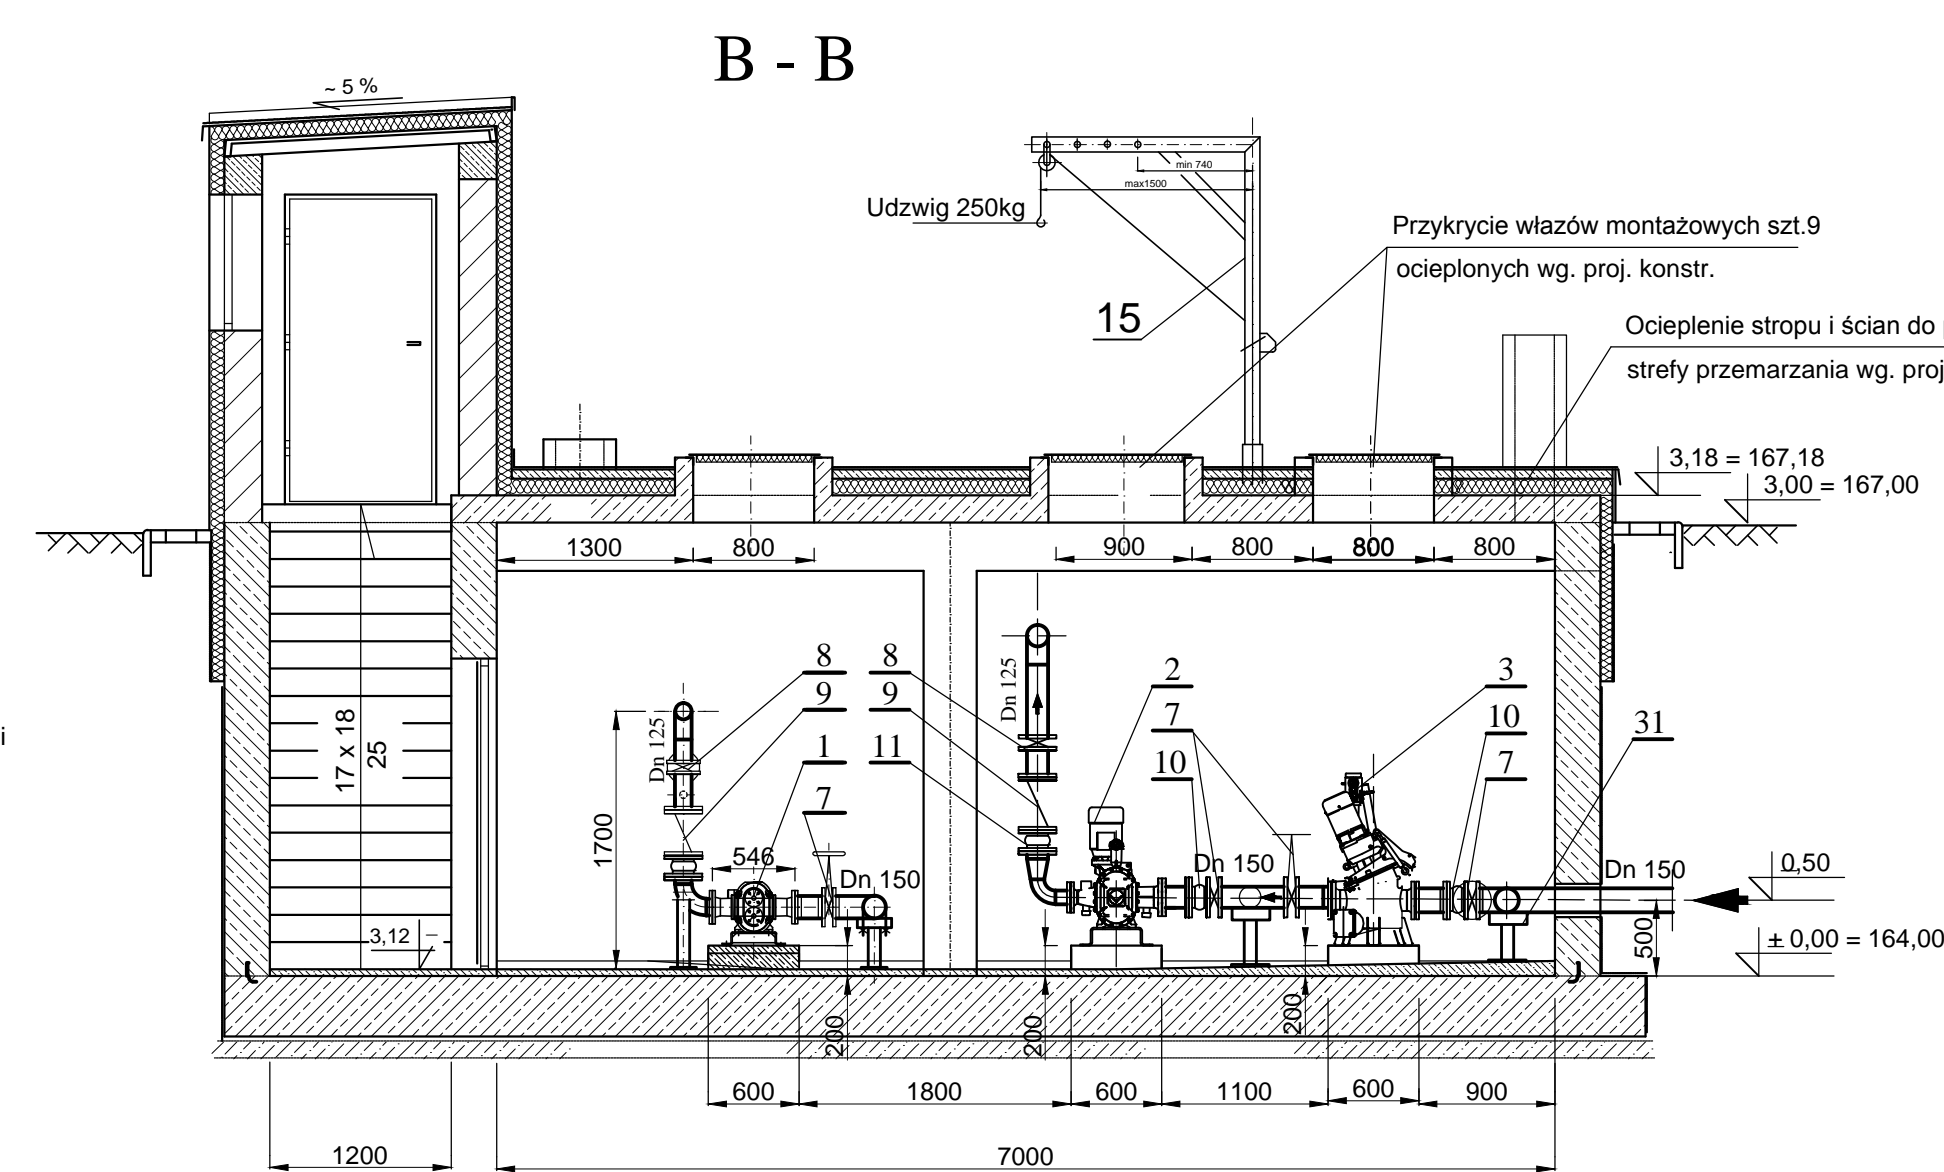 B - B
~ 5 %
min 740
max1500
Udzwig 250kg
Przykrycie włazów montażowych szt.9
ocieplonych wg. proj. konstr.
15
Ocieplenie stropu i ścian do
strefy przemarzania wg. proj
3,18 = 167,18
3,00 = 167,00
1300
800
900
800
800
800
8
8
2
3
9
9
7
10
31
1
11
10
7
7
Dn 125
Dn 125
i
17 x 18
25
1700
546
Dn 150
Dn 150
Dn 150
0,50
3,12
500
± 0,00 = 164,00
200
200
200
600
1800
600
1100
600
900
1200
7000